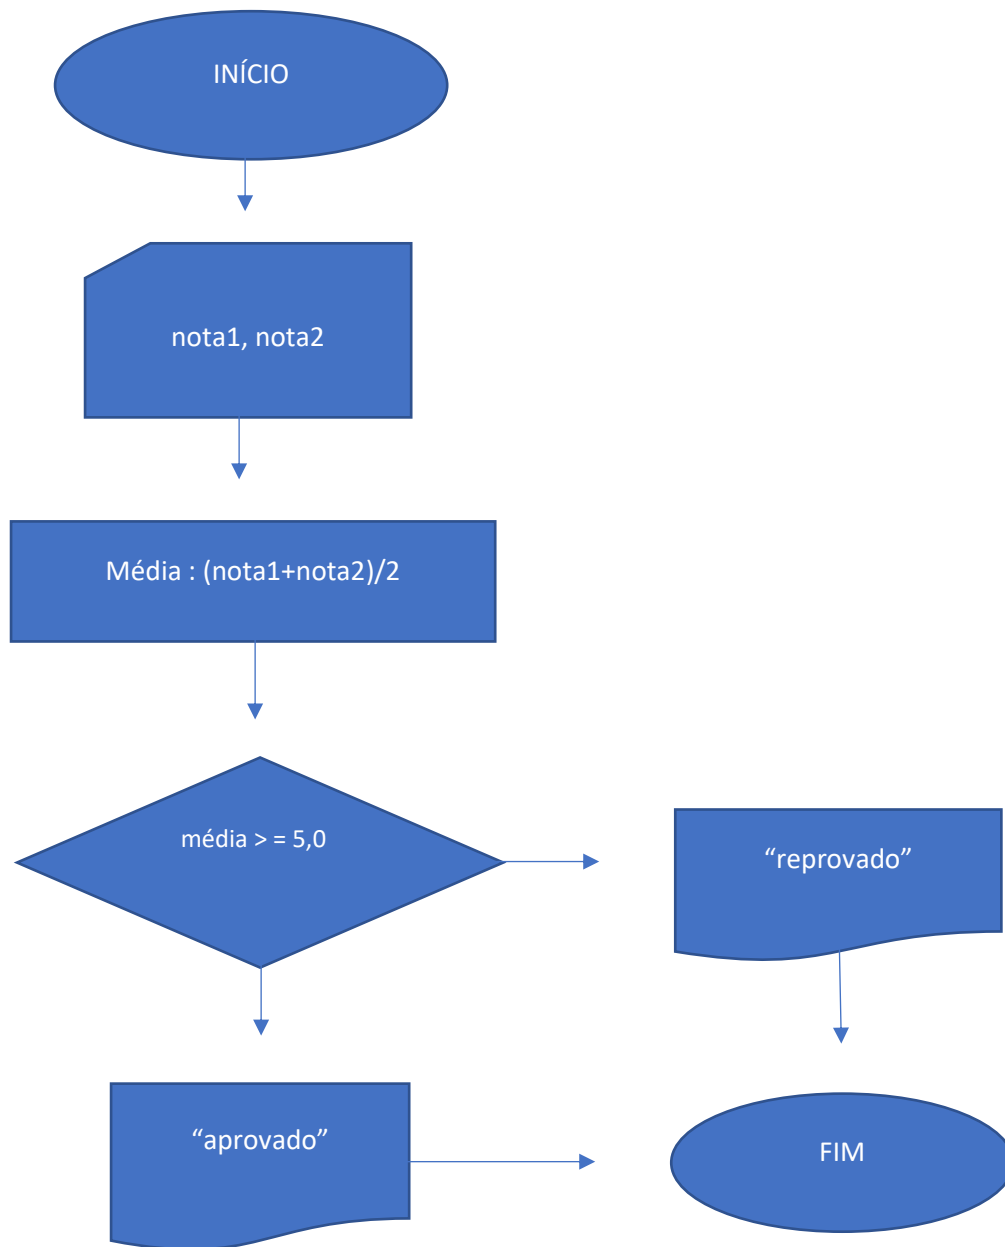 INÍCIO
nota1, nota2
Média : (nota1+nota2)/2
média > = 5,0
“reprovado”
“aprovado”
FIM